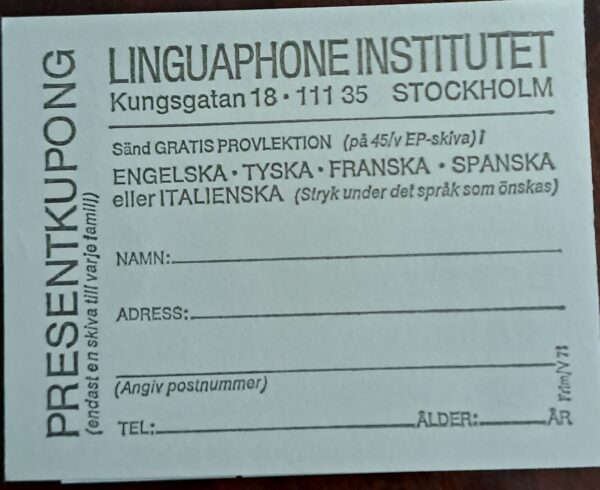 PRESENTKUPONG
(endast en skiva till varje familj)
LINGUAPHONE INSTITUTET
Kungsgatan 18 • 111 35 STOCKHOLM
Sänd GRATIS PROVLEKTION (på 45/v EP-skiva) i
ENGELSKA • TYSKA • FRANSKA • SPANSKA
eller ITALIENSKA (Stryk under det språk som önskas)
NAMN:
ADRESS:
(Angiv postnummer)
TEL: ÅLDER: ÅR